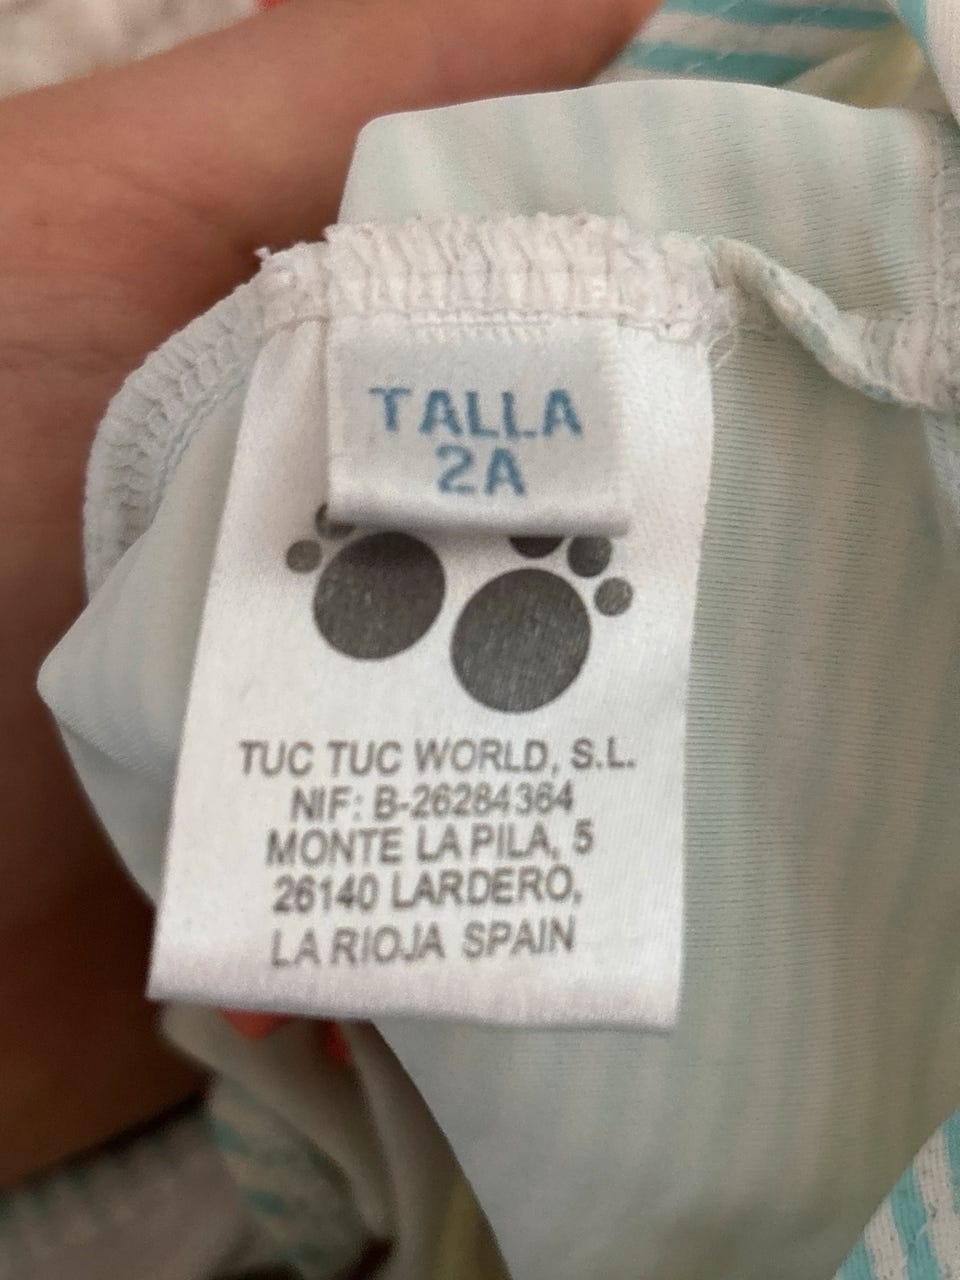 TALLA
2A
TUC TUC WORLD, S.L.
NIF: B-26284364
MONTE LA PILA, 5
26140 LARDERO,
LA RIOJA SPAIN